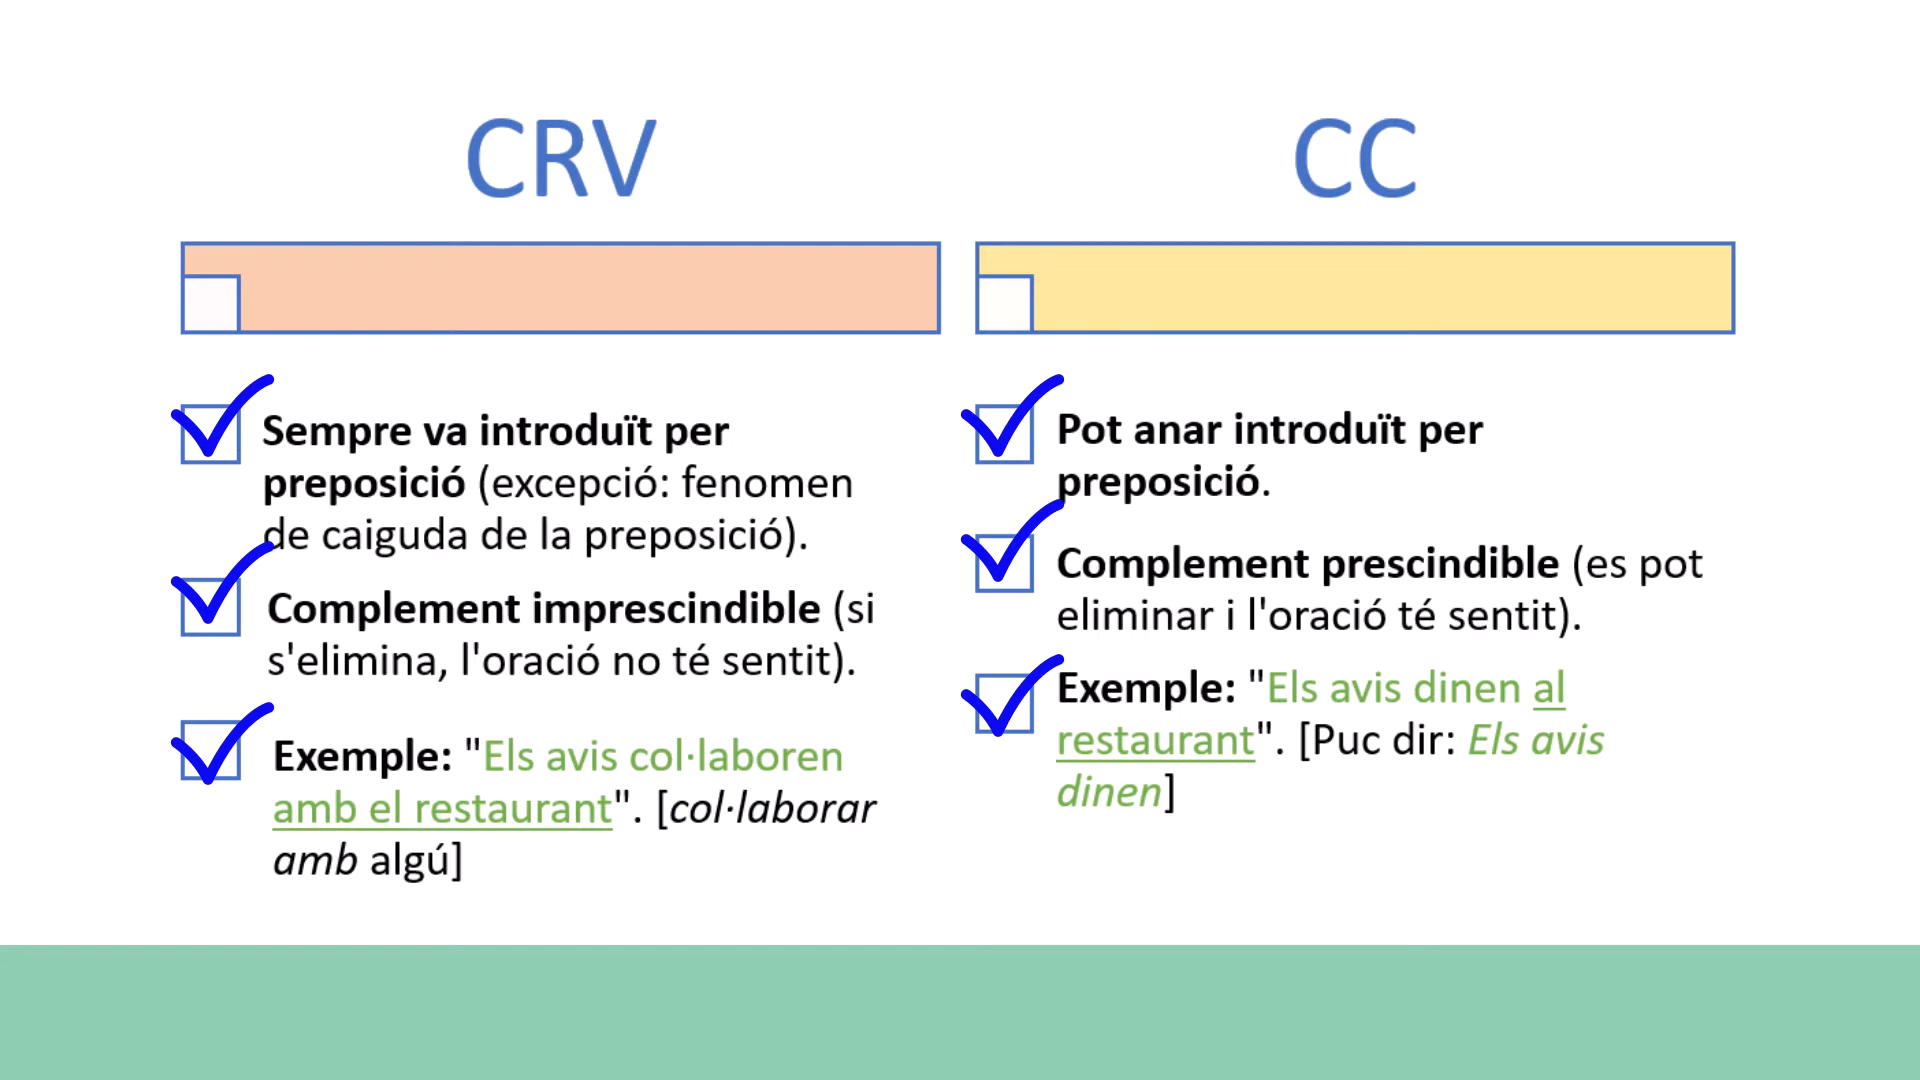 CRV
Sempre va introduït per
preposició (excepció: fenomen
de caiguda de la preposició).
Complement imprescindible (si
s'elimina, l'oració no té sentit).
Exemple: "Els avis col·laboren
amb el restaurant". [col·laborar
amb algú]
CC
Pot anar introduït per
preposició.
Complement prescindible (es pot
eliminar i l'oració té sentit).
Exemple: "Els avis dinen al
restaurant". [Puc dir: Els avis
dinen]